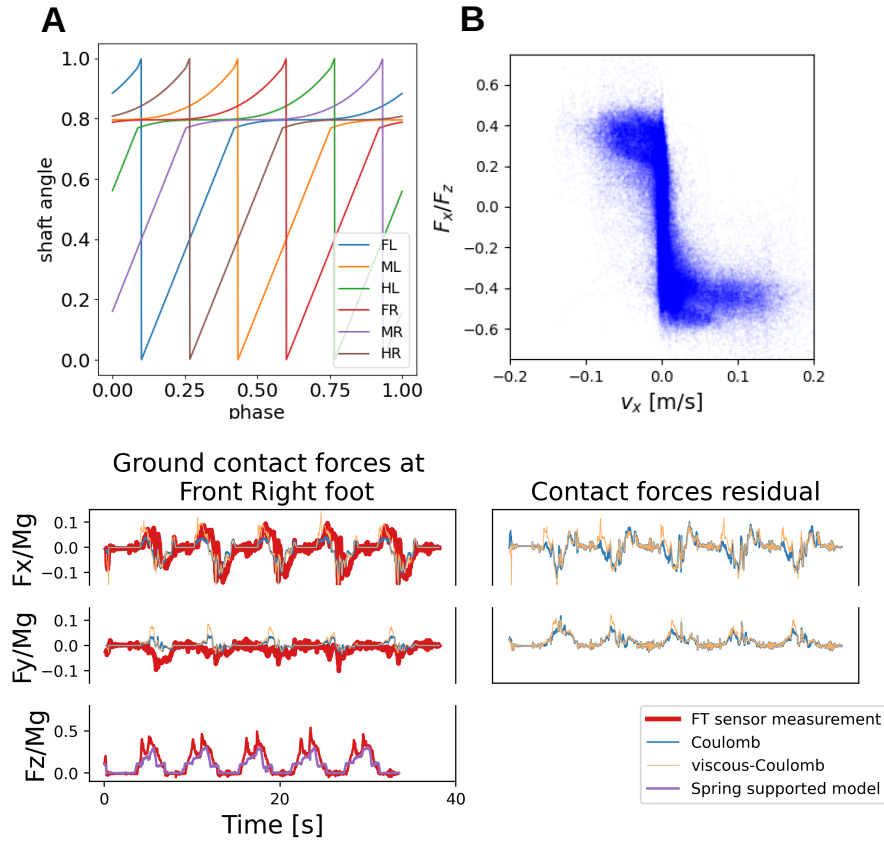 A
B
1.0
0.8
0.6
0.4
0.2
0.0
shaft angle
0.00
0.25
0.50
0.75
1.00
phase
FL
ML
HL
FR
MR
HR
0.6
0.4
0.2
0.0
−0.2
−0.4
−0.6
F_x/F_z
−0.2
−0.1
0.0
0.1
0.2
v_x [m/s]
Ground contact forces at
Front Right foot
Contact forces residual
0.1
0.0
−0.1
Fx/Mg
0.1
0.0
−0.1
Fy/Mg
0.5
0.0
Fz/Mg
0
20
40
Time [s]
FT sensor measurement
Coulomb
viscous-Coulomb
Spring supported model